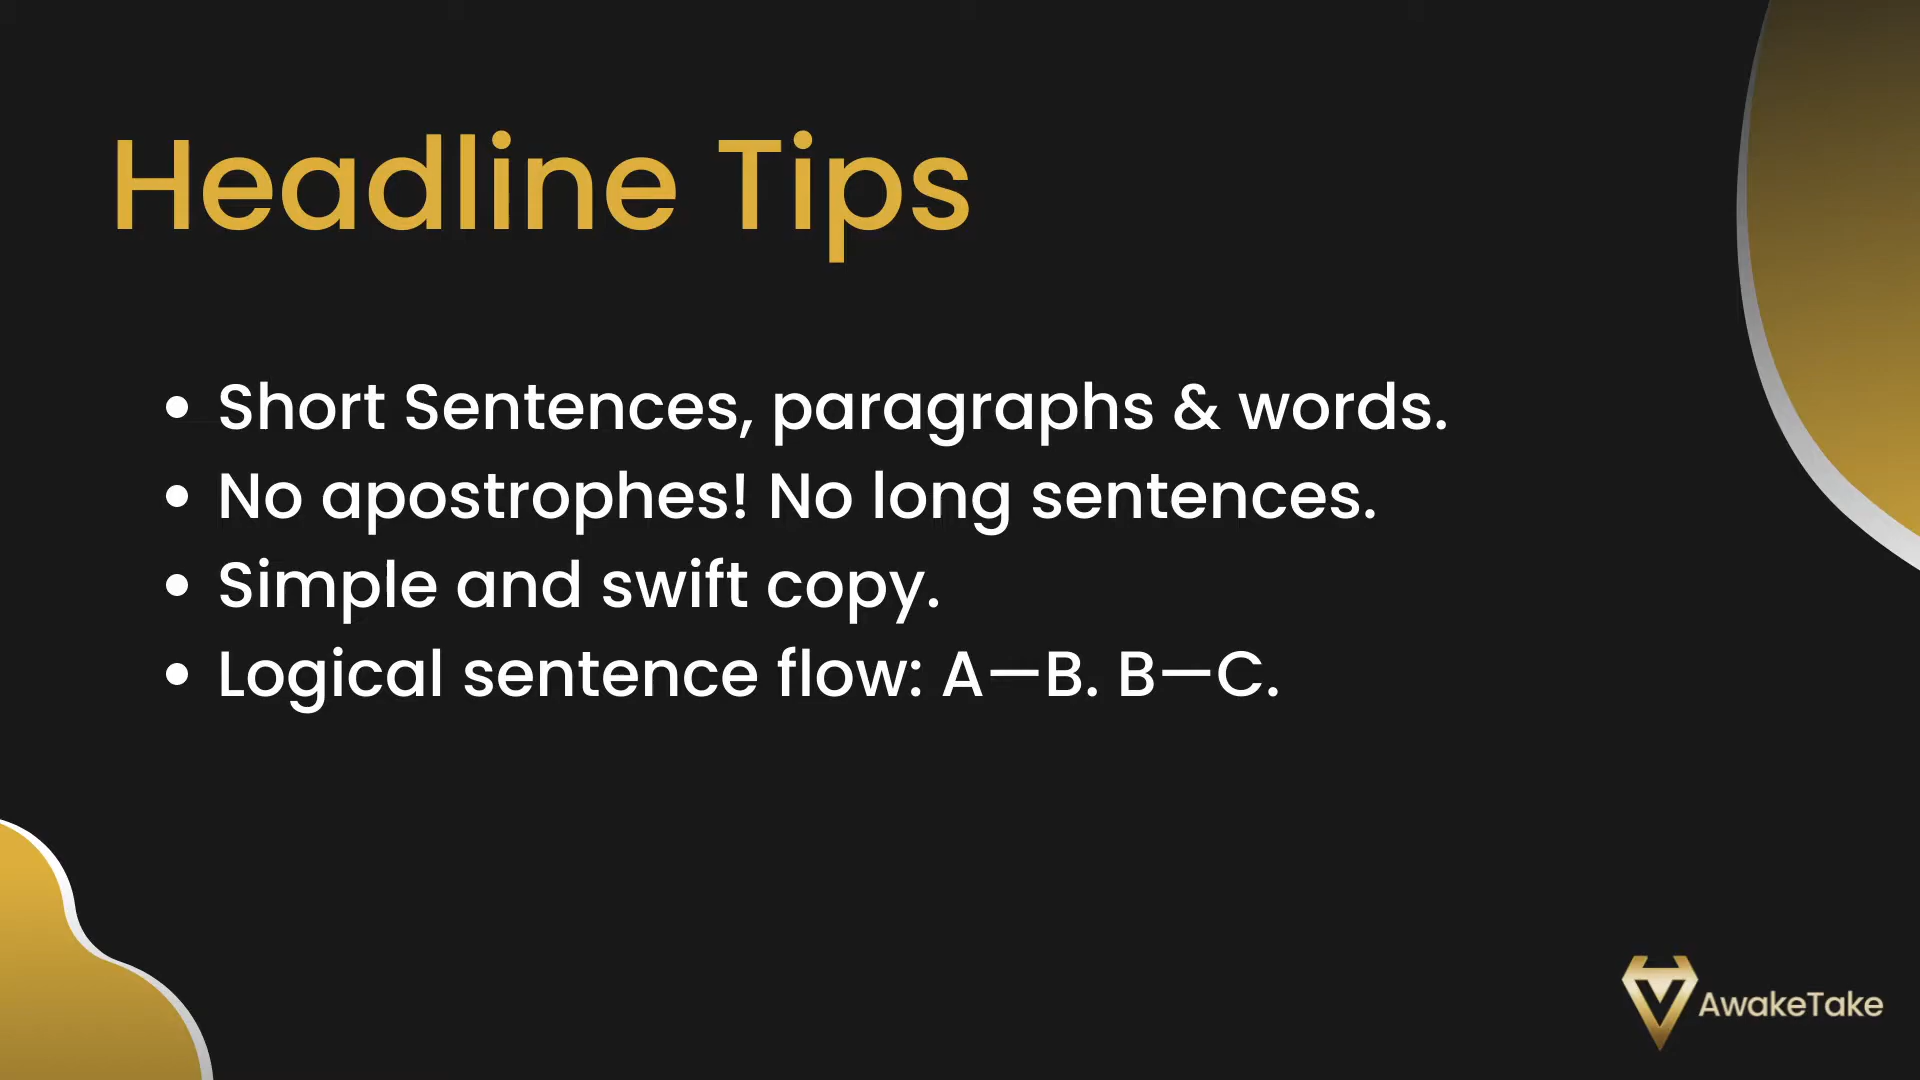 Headline Tips
• Short Sentences, paragraphs & words.
• No apostrophes! No long sentences.
• Simple and swift copy.
• Logical sentence flow: A—B. B—C.
AwakeTake